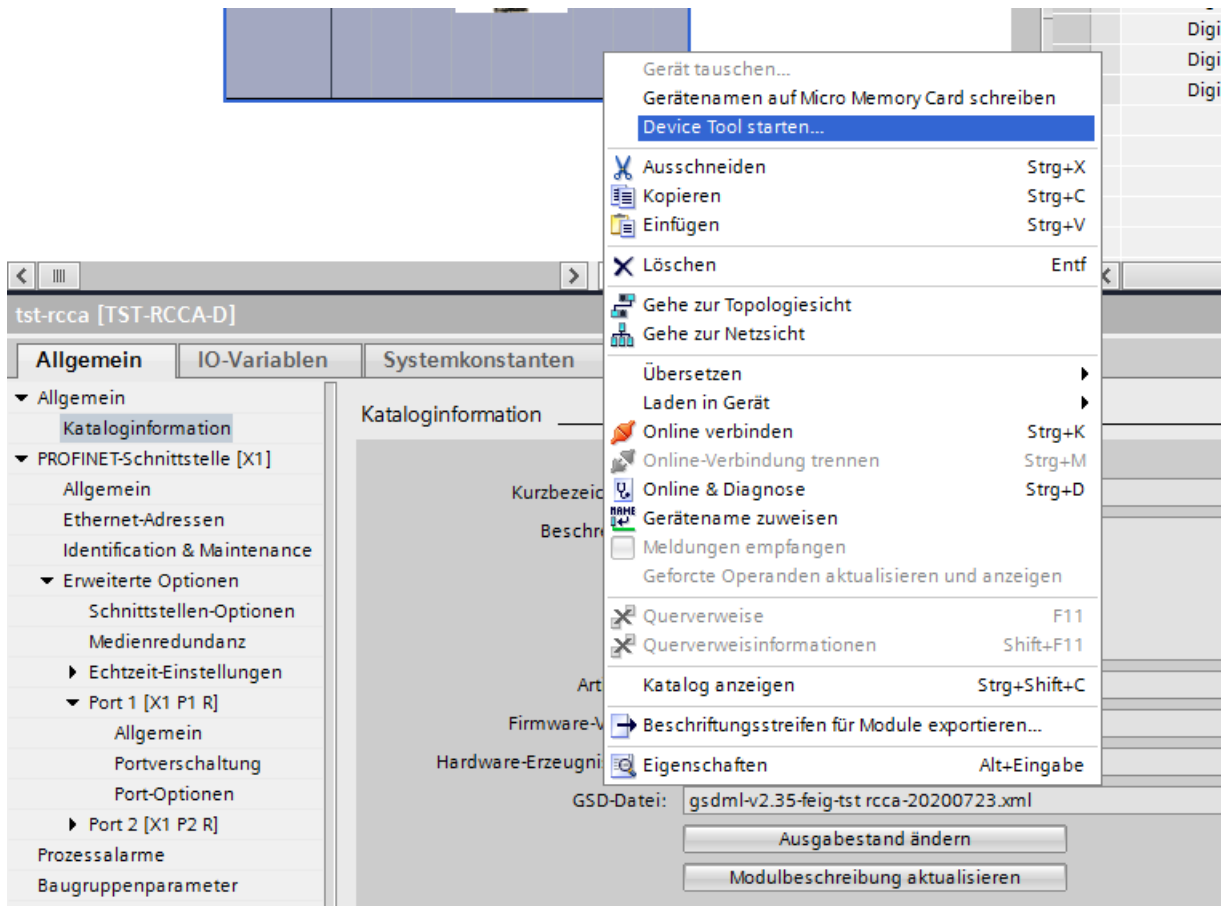 Gerät tauschen...
Gerätenamen auf Micro Memory Card schreiben
Device Tool starten...
Ausschneiden Strg+X
Kopieren Strg+C
Einfügen Strg+V
Löschen Entf
Gehe zur Topologiesicht
Gehe zur Netzsicht
Übersetzen
Laden in Gerät
Online verbinden Strg+K
Online-Verbindung trennen Strg+M
Online & Diagnose Strg+D
NAME Gerätename zuweisen
Meldungen empfangen
Geforcte Operanden aktualisieren und anzeigen
Querverweise F11
Querverweisinformationen Shift+F11
Katalog anzeigen Strg+Shift+C
Beschriftungsstreifen für Module exportieren...
Eigenschaften Alt+Eingabe
Digi
Digi
Digi
tst-rcca [TST-RCCA-D]
Allgemein IO-Variablen Systemkonstanten
Allgemein
Kataloginformation
PROFINET-Schnittstelle [X1]
Allgemein
Ethernet-Adressen
Identification & Maintenance
Erweiterte Optionen
Schnittstellen-Optionen
Medienredundanz
Echtzeit-Einstellungen
Port 1 [X1 P1 R]
Allgemein
Portverschaltung
Port-Optionen
Port 2 [X1 P2 R]
Prozessalarme
Baugruppenparameter
Kataloginformation
Kurzbezeic
Beschre
Art
Firmware-V
Hardware-Erzeugni
GSD-Datei: gsdml-v2.35-feig-tst rcca-20200723.xml
Ausgabestand ändern
Modulbeschreibung aktualisieren